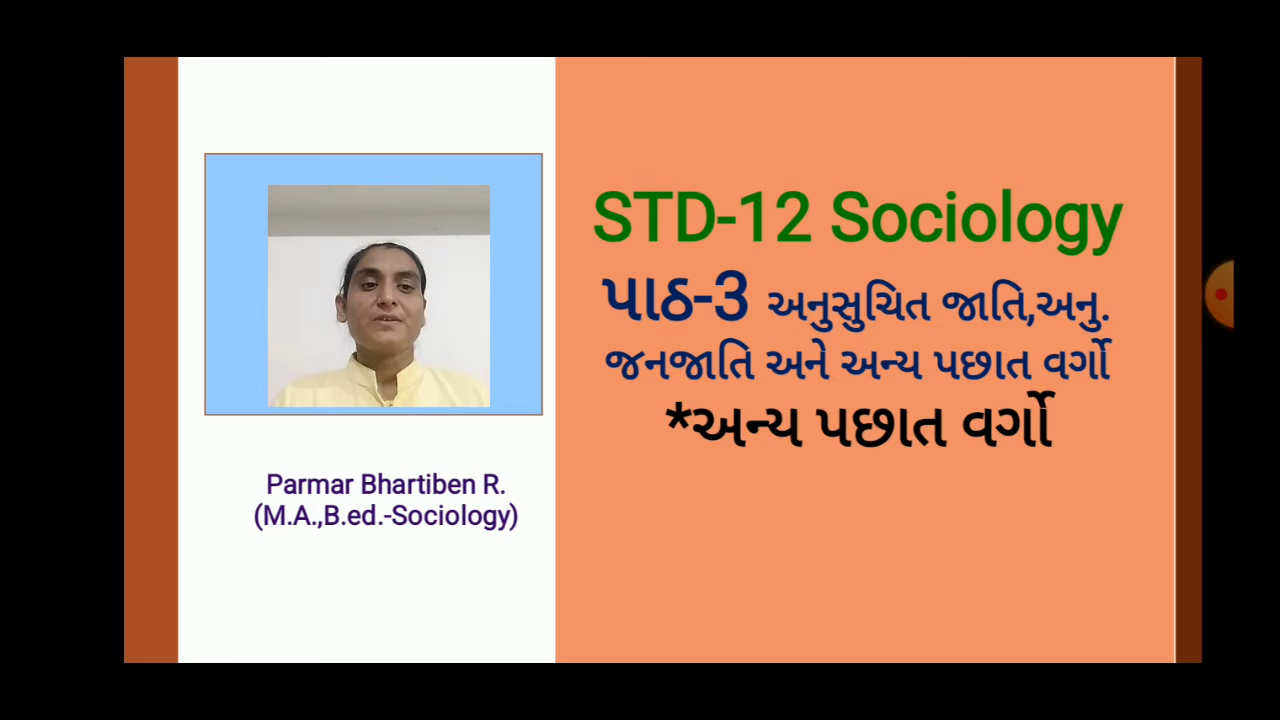 STD-12 Sociology
પાઠ-3 અનુસુચિત જાતિ,અનુ.
જનજાતિ અને અન્ય પછાત વર્ગો
*અન્ય પછાત વર્ગો
Parmar Bhartiben R.
(M.A.,B.ed.-Sociology)